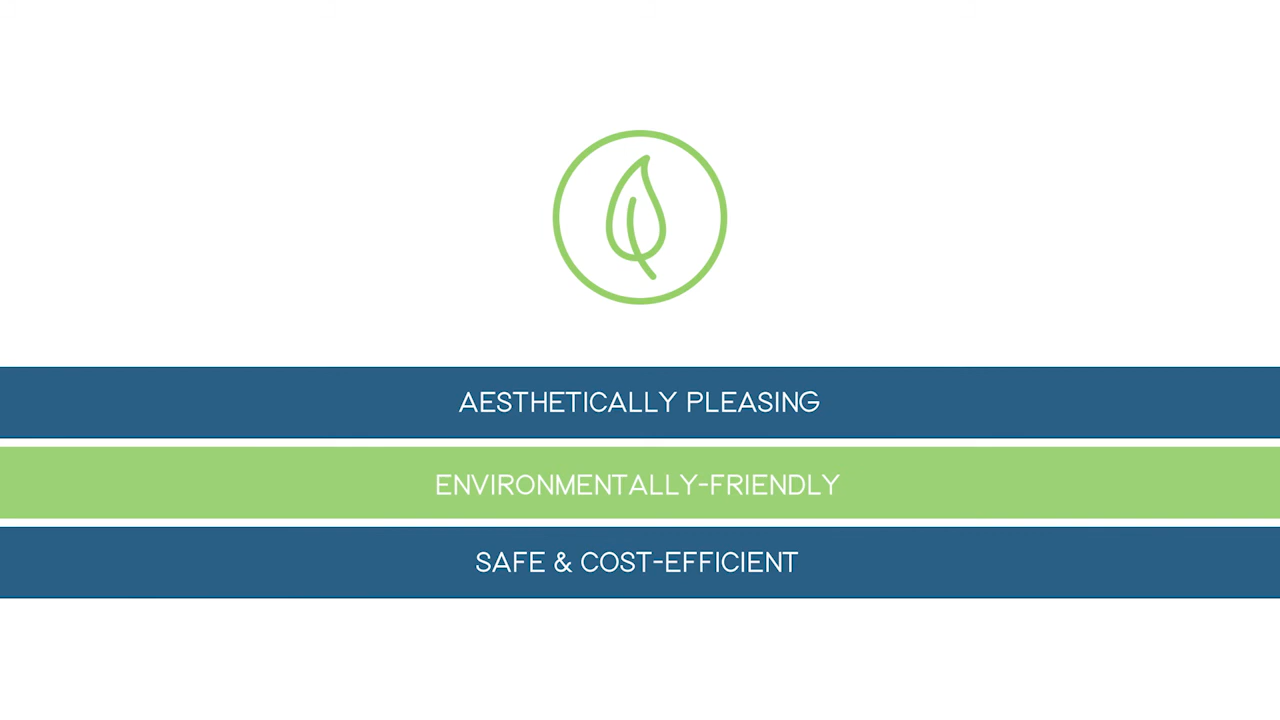 AESTHETICALLY PLEASING
ENVIRONMENTALLY-FRIENDLY
SAFE & COST-EFFICIENT